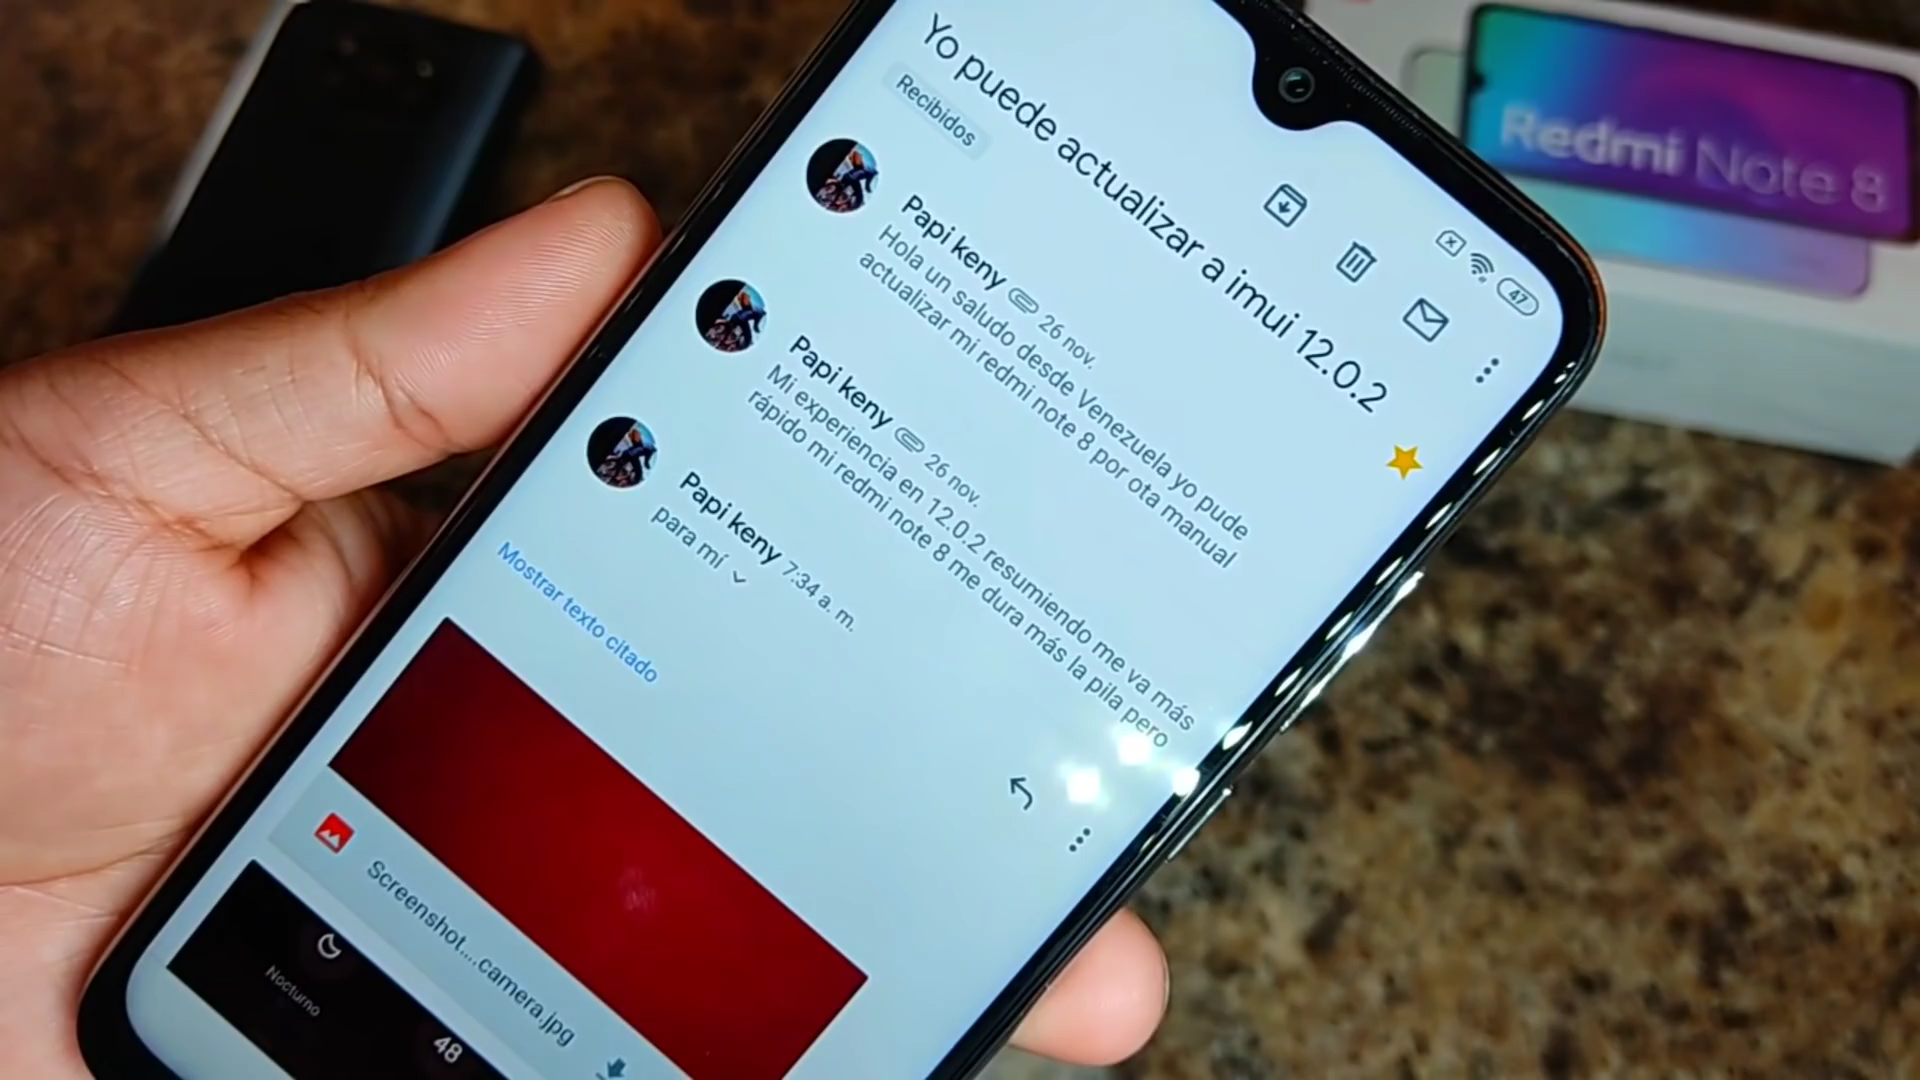 Redmi Note 8
47
Yo puede actualizar a imui 12.0.2
Recibidos
Papi keny 26 nov.
Hola un saludo desde Venezuela yo pude
actualizar mi redmi note 8 por ota manual
Papi keny 26 nov.
Mi experiencia en 12.0.2 resumiendo me va más
rápido mi redmi note 8 me dura más la pila pero
Papi keny 7:34 a. m.
para mí
Mostrar texto citado
Screenshot....camera.jpg
Nocturno
48